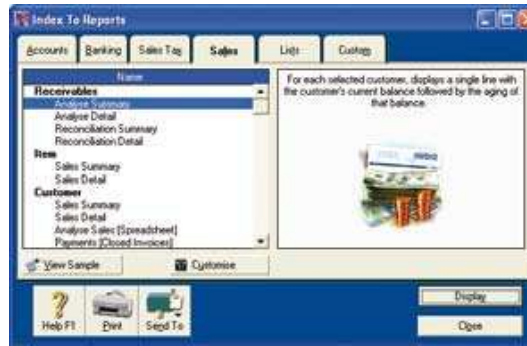 Index To Reports
Accounts Banking Sales Tax Sales Lists Custom
Name
Receivables
Analyse Summary
Analyse Detail
Reconciliation Summary
Reconciliation Detail
Item
Sales Summary
Sales Detail
Customer
Sales Summary
Sales Detail
Analyse Sales [Spreadsheet]
Payments [Closed Invoices]
For each selected customer, displays a single line with
the customer's current balance followed by the aging of
that balance.
View Sample Customise
Help F1 Print Send To
Display
Close